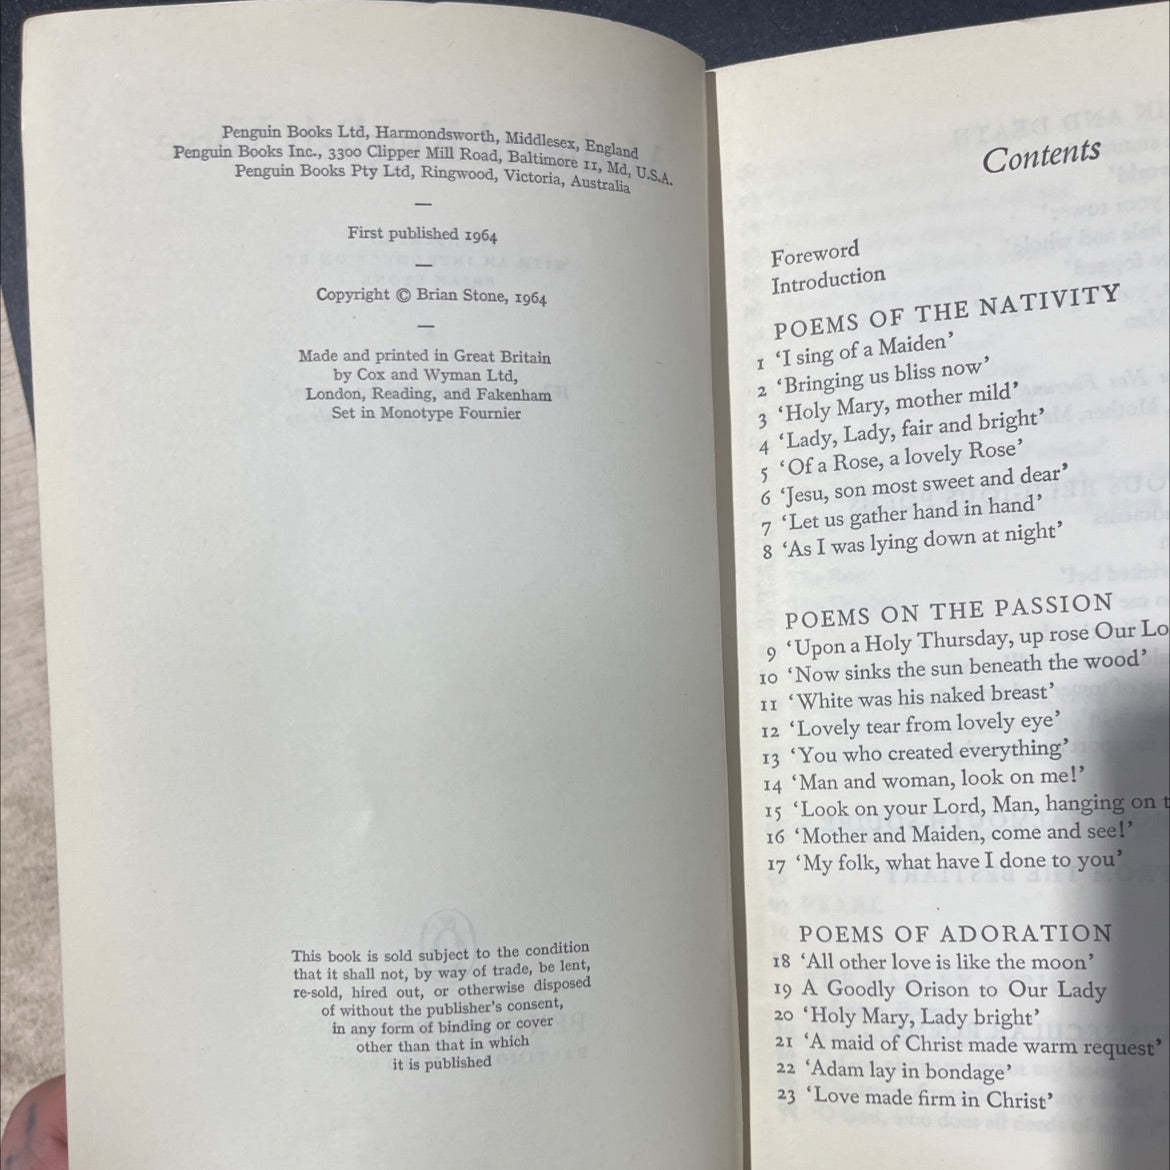 Penguin Books Ltd, Harmondsworth, Middlesex, England
Penguin Books Inc., 3300 Clipper Mill Road, Baltimore 11, Md, U.S.A.
Penguin Books Pty Ltd, Ringwood, Victoria, Australia
—
First published 1964
—
Copyright © Brian Stone, 1964
—
Made and printed in Great Britain
by Cox and Wyman Ltd,
London, Reading, and Fakenham
Set in Monotype Fournier
This book is sold subject to the condition
that it shall not, by way of trade, be lent,
re-sold, hired out, or otherwise disposed
of without the publisher's consent,
in any form of binding or cover
other than that in which
it is published
Contents
Foreword
Introduction
POEMS OF THE NATIVITY
1 ‘I sing of a Maiden’
2 ‘Bringing us bliss now’
3 ‘Holy Mary, mother mild’
4 ‘Lady, Lady, fair and bright’
5 ‘Of a Rose, a lovely Rose’
6 ‘Jesu, son most sweet and dear’
7 ‘Let us gather hand in hand’
8 ‘As I was lying down at night’
POEMS ON THE PASSION
9 ‘Upon a Holy Thursday, up rose Our Lo
10 ‘Now sinks the sun beneath the wood’
11 ‘White was his naked breast’
12 ‘Lovely tear from lovely eye’
13 ‘You who created everything’
14 ‘Man and woman, look on me!’
15 ‘Look on your Lord, Man, hanging on t
16 ‘Mother and Maiden, come and see!’
17 ‘My folk, what have I done to you’
POEMS OF ADORATION
18 ‘All other love is like the moon’
19 A Goodly Orison to Our Lady
20 ‘Holy Mary, Lady bright’
21 ‘A maid of Christ made warm request’
22 ‘Adam lay in bondage’
23 ‘Love made firm in Christ’